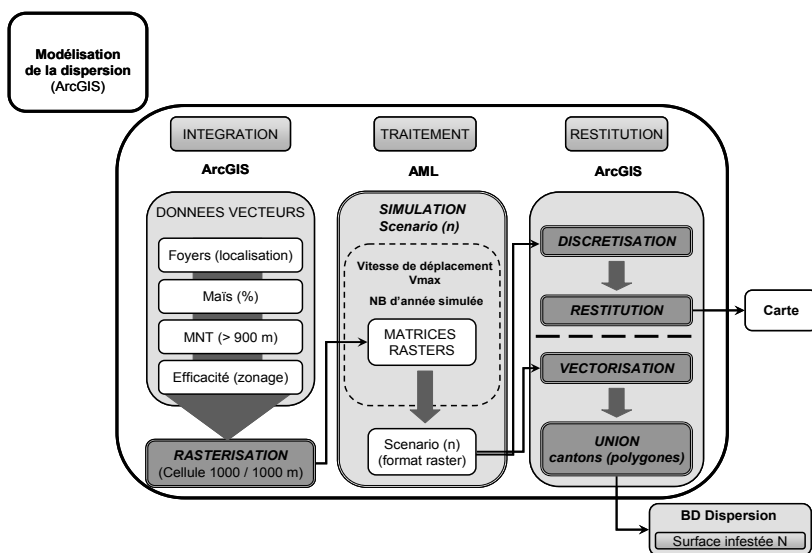 Modélisation
de la dispersion
(ArcGIS)
INTEGRATION
TRAITEMENT
RESTITUTION
ArcGIS
AML
ArcGIS
DONNEES VECTEURS
Foyers (localisation)
Maïs (%)
MNT (> 900 m)
Efficacité (zonage)
RASTERISATION
(Cellule 1000 / 1000 m)
SIMULATION
Scenario (n)
Vitesse de déplacement
Vmax
NB d'année simulée
MATRICES
RASTERS
Scenario (n)
(format raster)
DISCRETISATION
RESTITUTION
VECTORISATION
UNION
cantons (polygones)
Carte
BD Dispersion
Surface infestée N